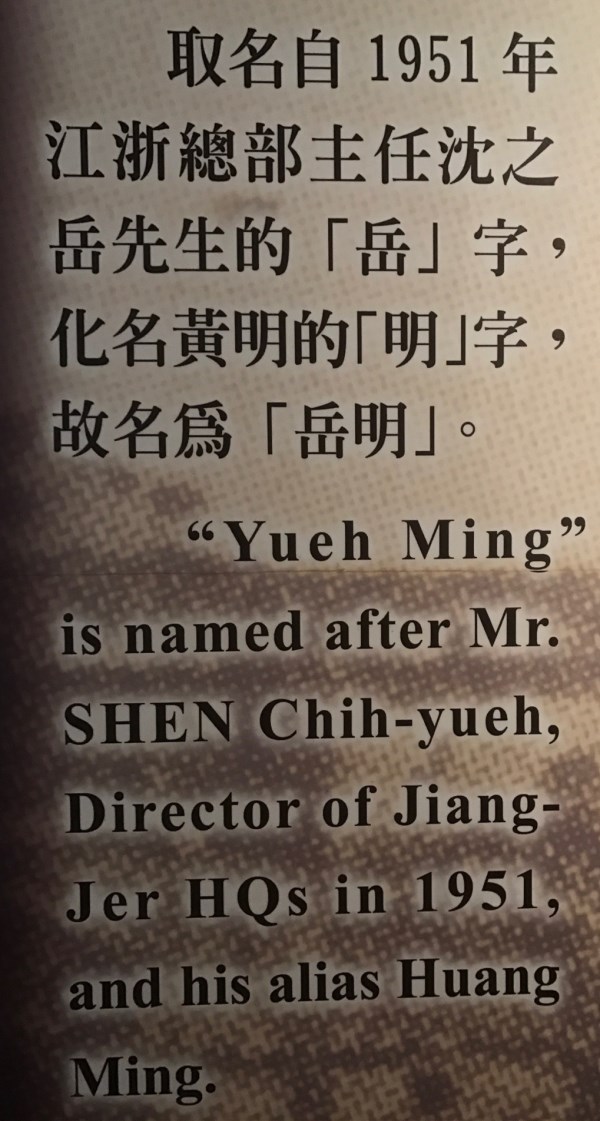 取名自 1951 年
江浙總部主任沈之
岳先生的「岳」字，
化名黃明的「明」字，
故名為「岳明」。
“Yueh Ming”
is named after Mr.
SHEN Chih-yueh,
Director of Jiang-
Jer HQs in 1951,
and his alias Huang
Ming.